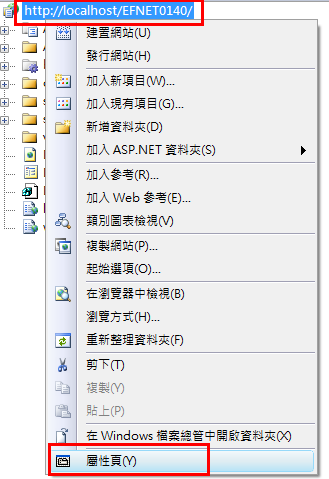 http://localhost/EFNET0140/
建置網站(U)
發行網站(H)
加入新項目(W)...
加入現有項目(G)...
新增資料夾(D)
加入 ASP.NET 資料夾(S)
加入參考(R)...
加入 Web 參考(E)...
類別圖表檢視(V)
複製網站(P)...
起始選項(O)...
在瀏覽器中檢視(B)
瀏覽方式(H)...
重新整理資料夾(F)
剪下(T)
複製(Y)
貼上(P)
在 Windows 檔案總管中開啟資料夾(X)
屬性頁(Y)